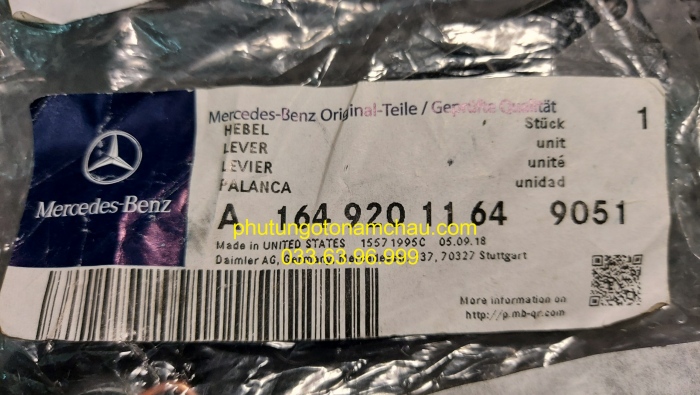 Mercedes-Benz
Mercedes-Benz Original-Teile / Geprüfte Qualität
HEBEL Stück 1
LEVER unit
LEVIER unité
PALANCA unidad
A 164 920 11 64 9051
phutungotonamchau.com
Made in UNITED STATES 15571995C 05.09.18
033.63.96.999
Daimler AG, Germany, 137, 70327 Stuttgart
More information on
http://p.mb-qr.com